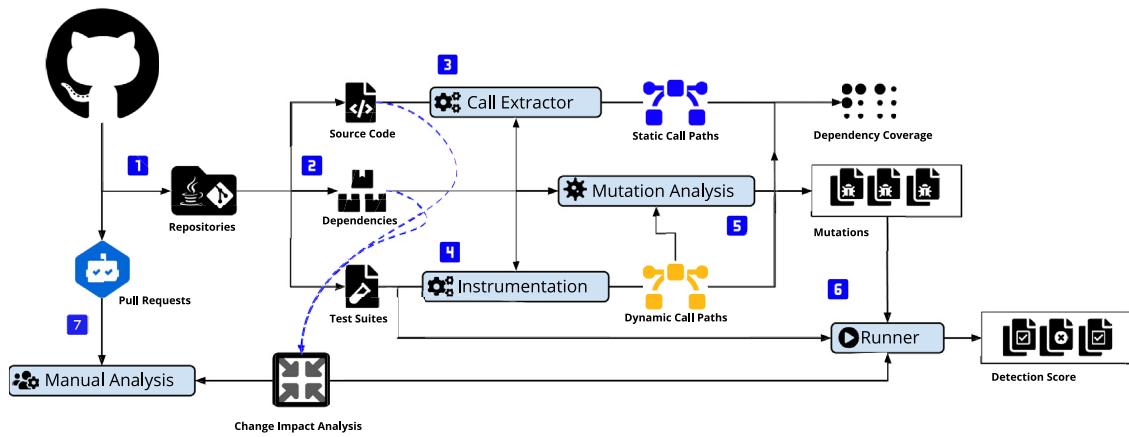 3
Call Extractor
Source Code
Static Call Paths
Dependency Coverage
1
2
Mutation Analysis
Repositories
Dependencies
5
Mutations
4
Pull Requests
Instrumentation
6
Test Suites
Dynamic Call Paths
7
Runner
Manual Analysis
Detection Score
Change Impact Analysis